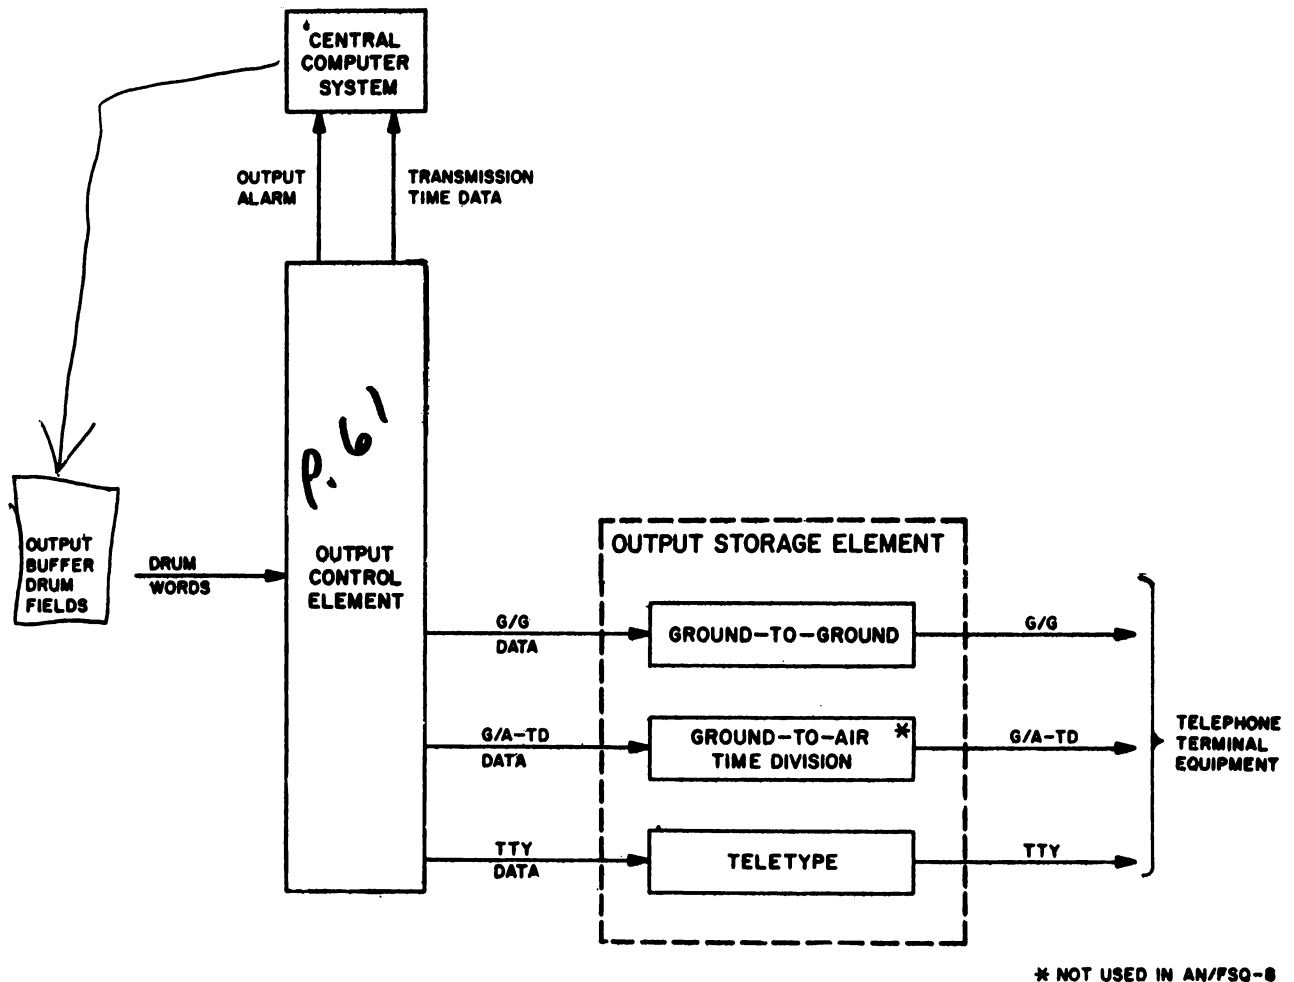 CENTRAL
COMPUTER
SYSTEM
OUTPUT
ALARM
TRANSMISSION
TIME DATA
P. 61
OUTPUT
BUFFER
DRUM
FIELDS
DRUM
WORDS
OUTPUT
CONTROL
ELEMENT
OUTPUT STORAGE ELEMENT
G/G
DATA
GROUND-TO-GROUND
G/G
G/A-TD
DATA
GROUND-TO-AIR *
TIME DIVISION
G/A-TD
TTY
DATA
TELETYPE
TTY
TELEPHONE
TERMINAL
EQUIPMENT
* NOT USED IN AN/FSQ-8